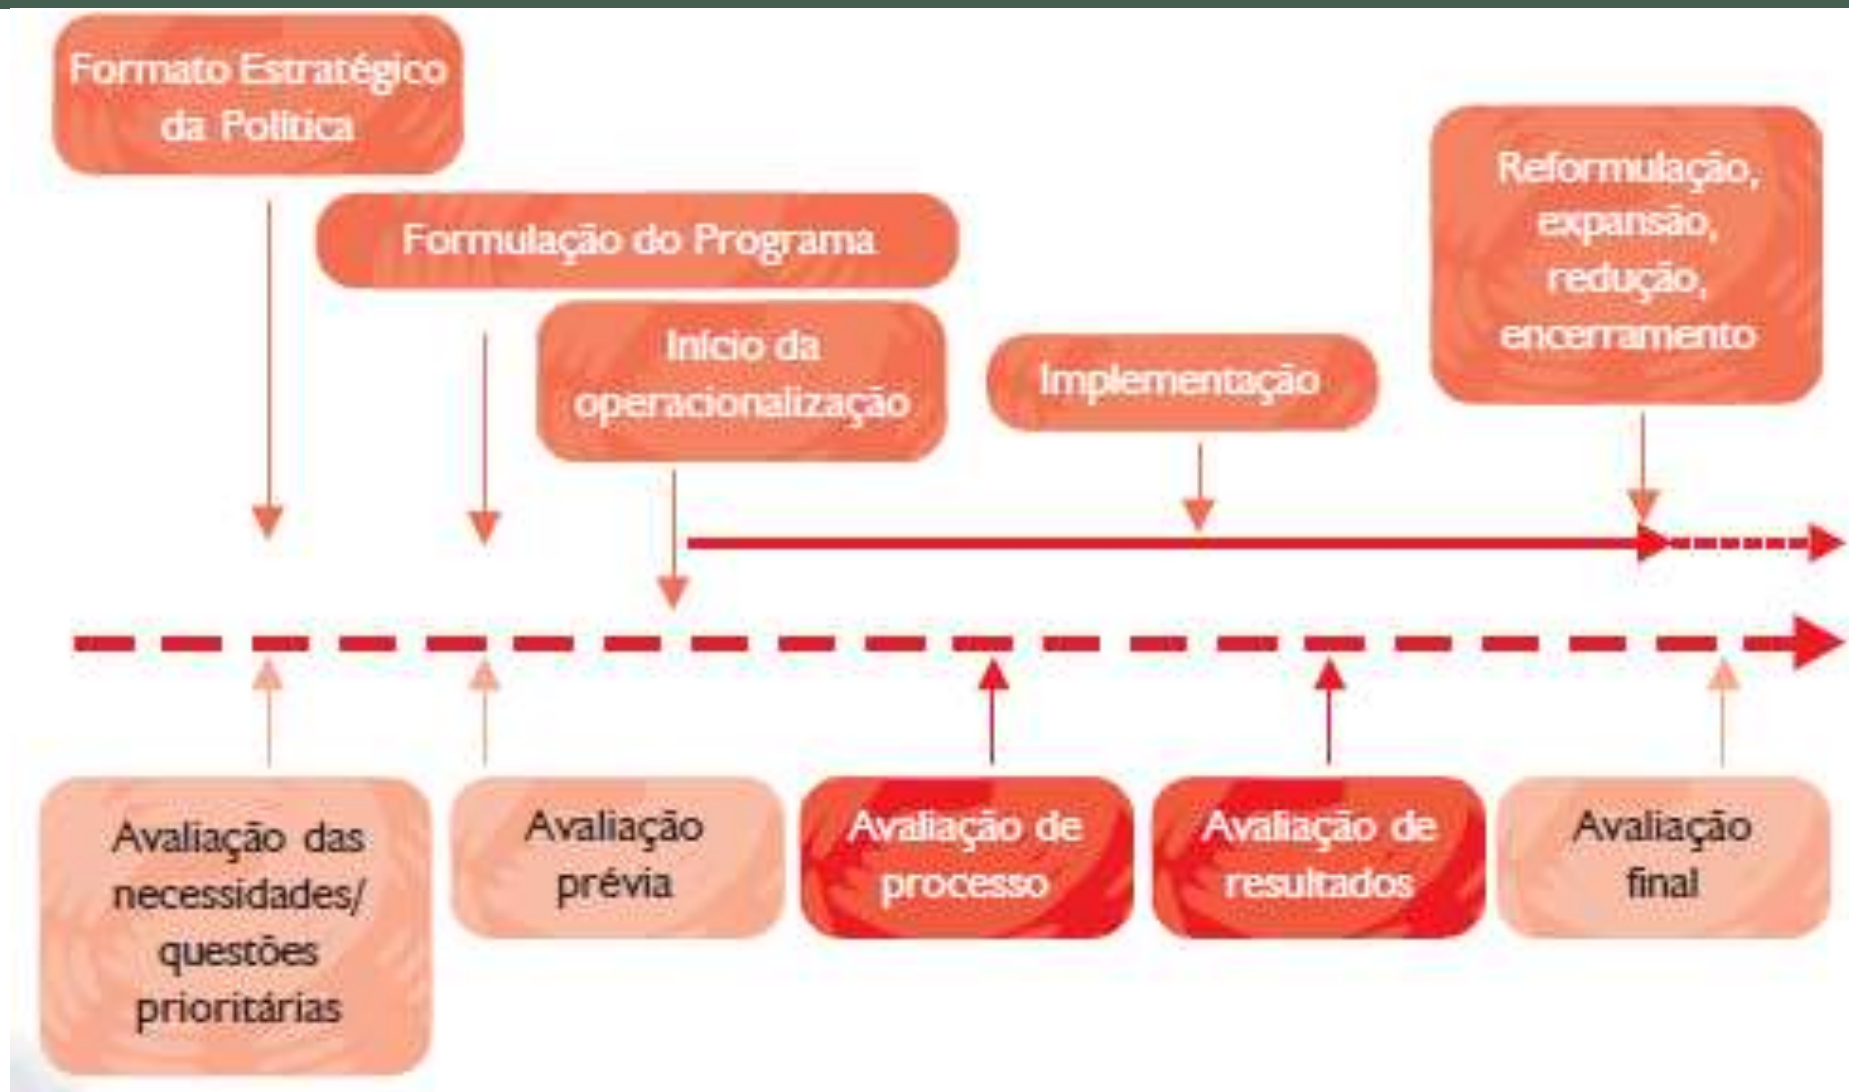 Formato Estratégico
da Política
Formulação do Programa
Início da
operacionalização
Implementação
Reformulação,
expansão,
redução,
encerramento
Avaliação das
necessidades/
questões
prioritárias
Avaliação
prévia
Avaliação de
processo
Avaliação de
resultados
Avaliação
final